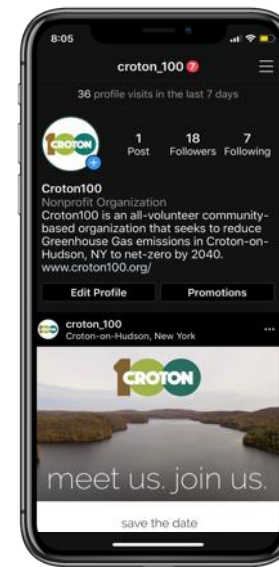 8:05
croton_100 7
36 profile visits in the last 7 days
CROTON
1 18 7
Post Followers Following
Croton100
Nonprofit Organization
Croton100 is an all-volunteer community-
based organization that seeks to reduce
Greenhouse Gas emissions in Croton-on-
Hudson, NY to net-zero by 2040.
www.croton100.org/
Edit Profile Promotions
croton_100
Croton-on-Hudson, New York
100
CROTON
meet us. join us.
save the date